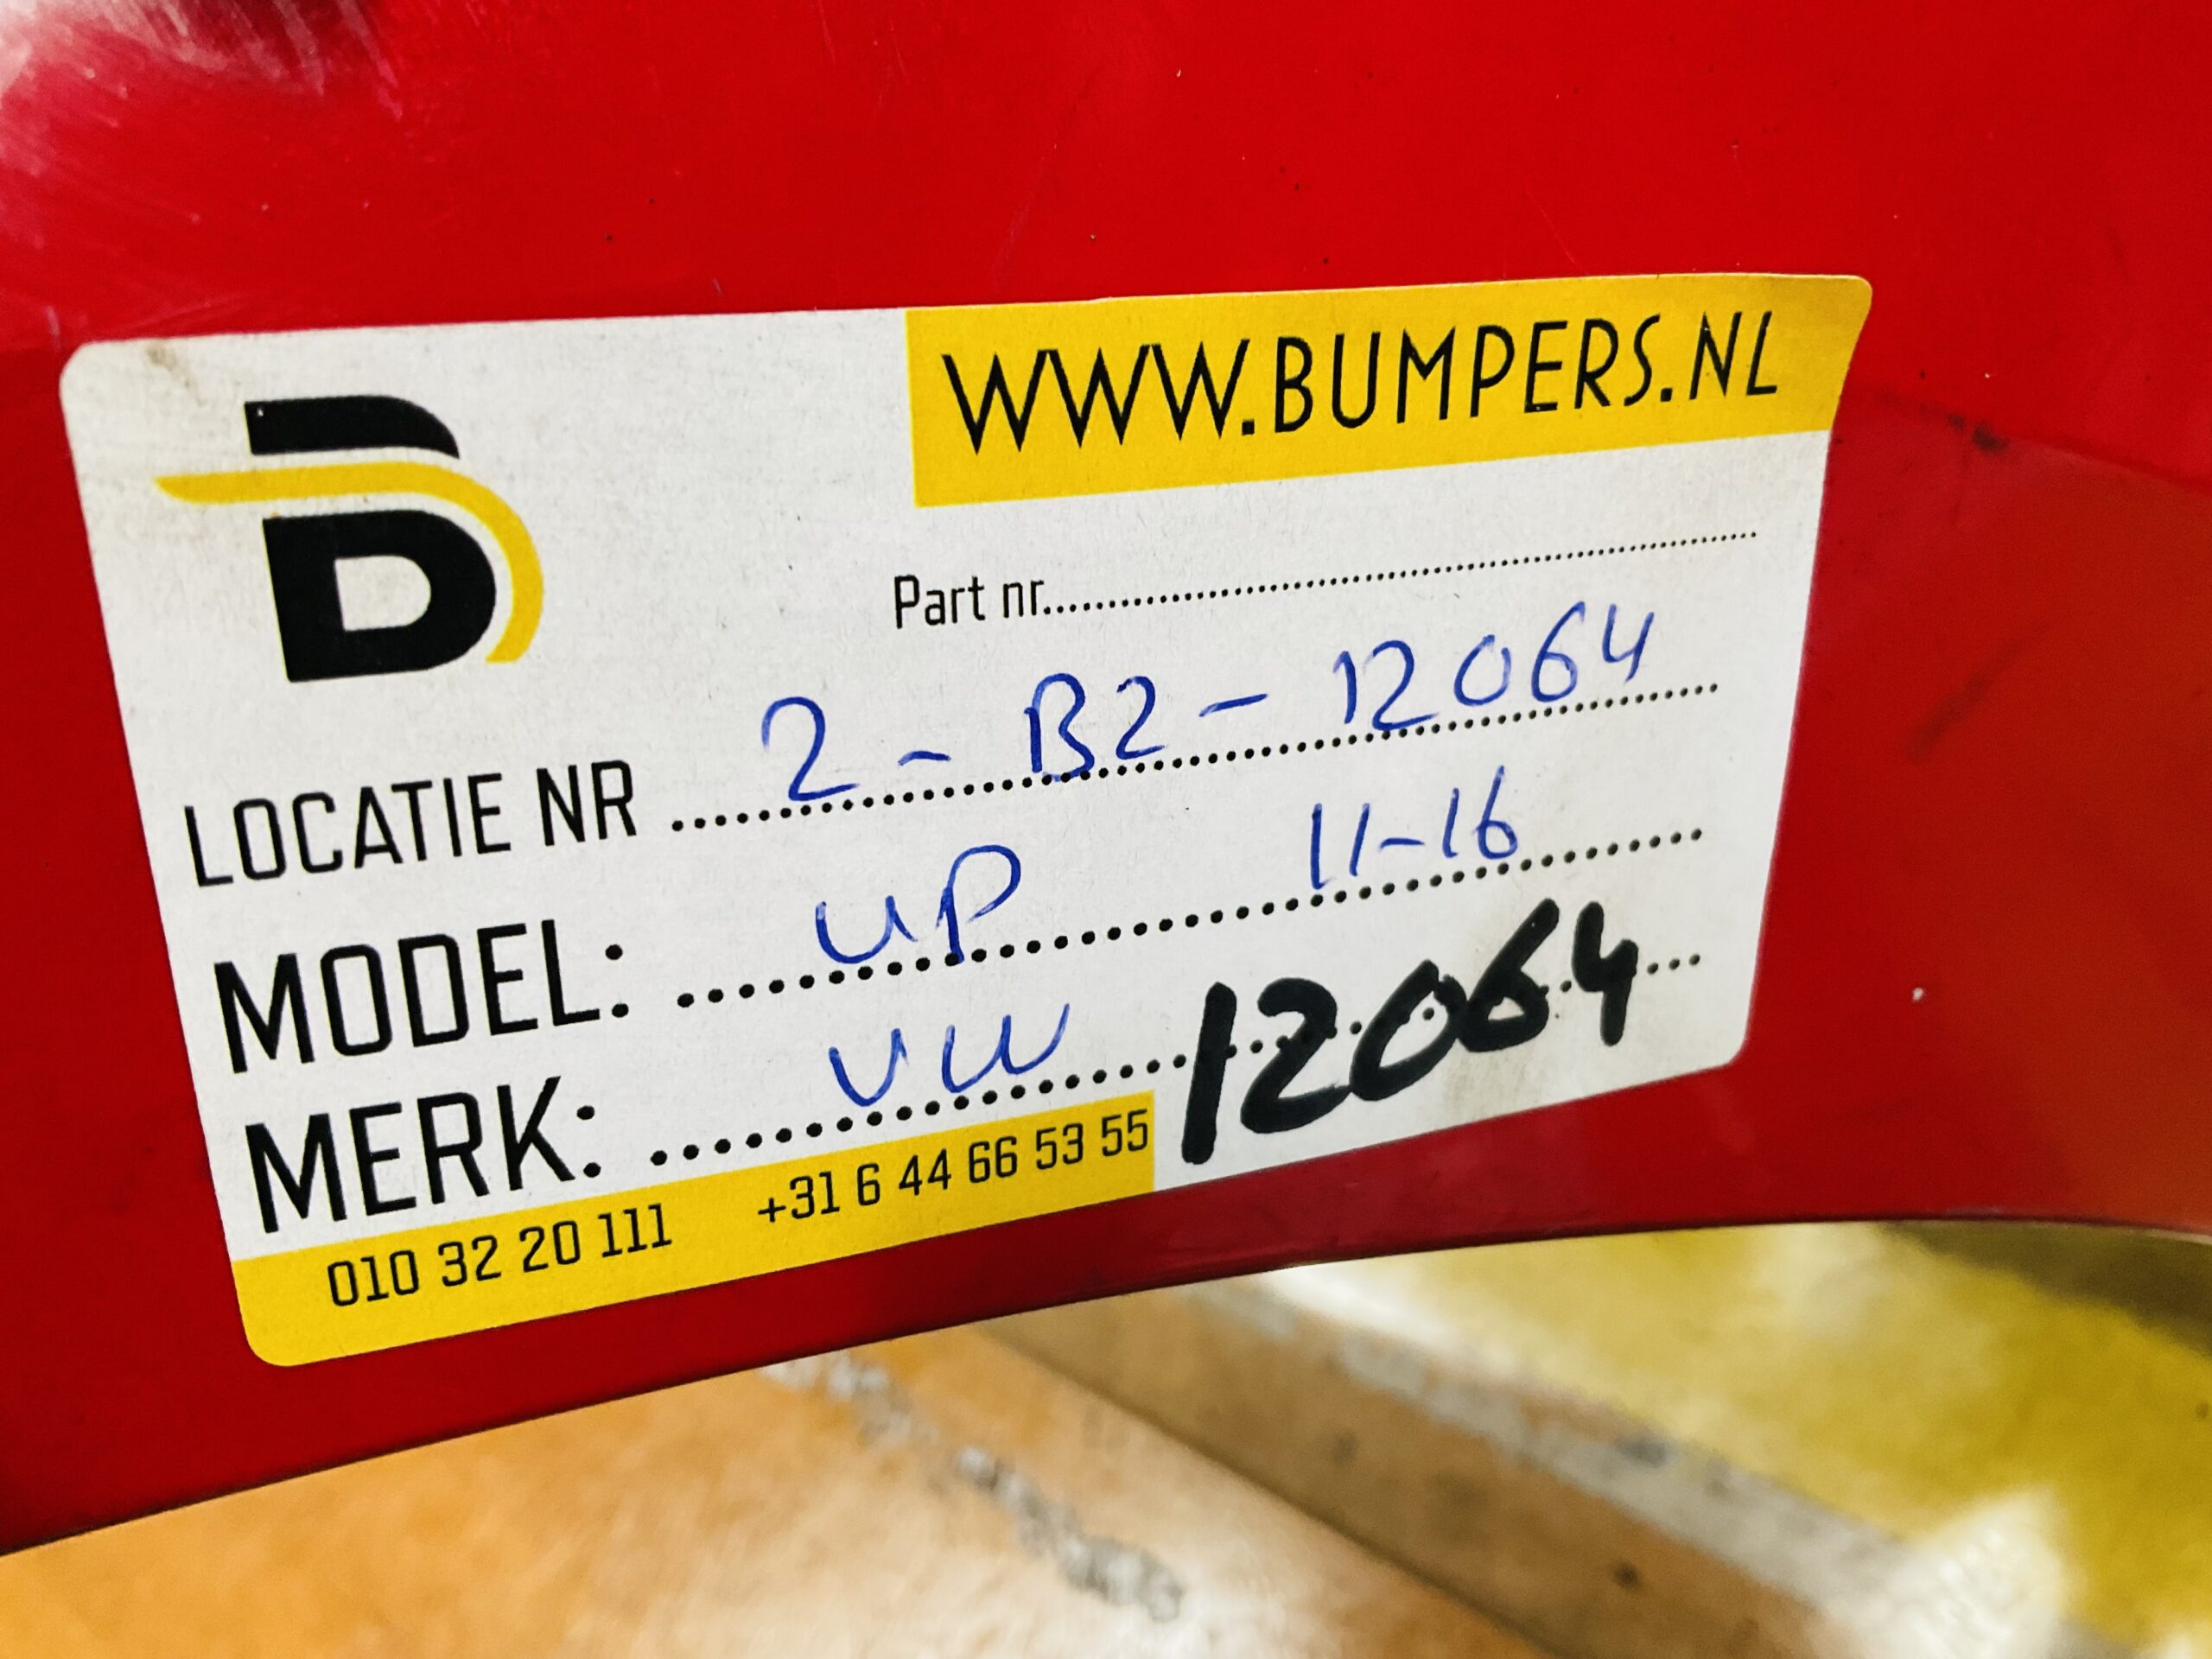 WWW.BUMPERS.NL
Part nr........................
LOCATIE NR ........ 2 - B2 - 12064
MODEL: ........ UP 11-16
MERK: ........ VW 12064
010 32 20 111 +31 6 44 66 53 55